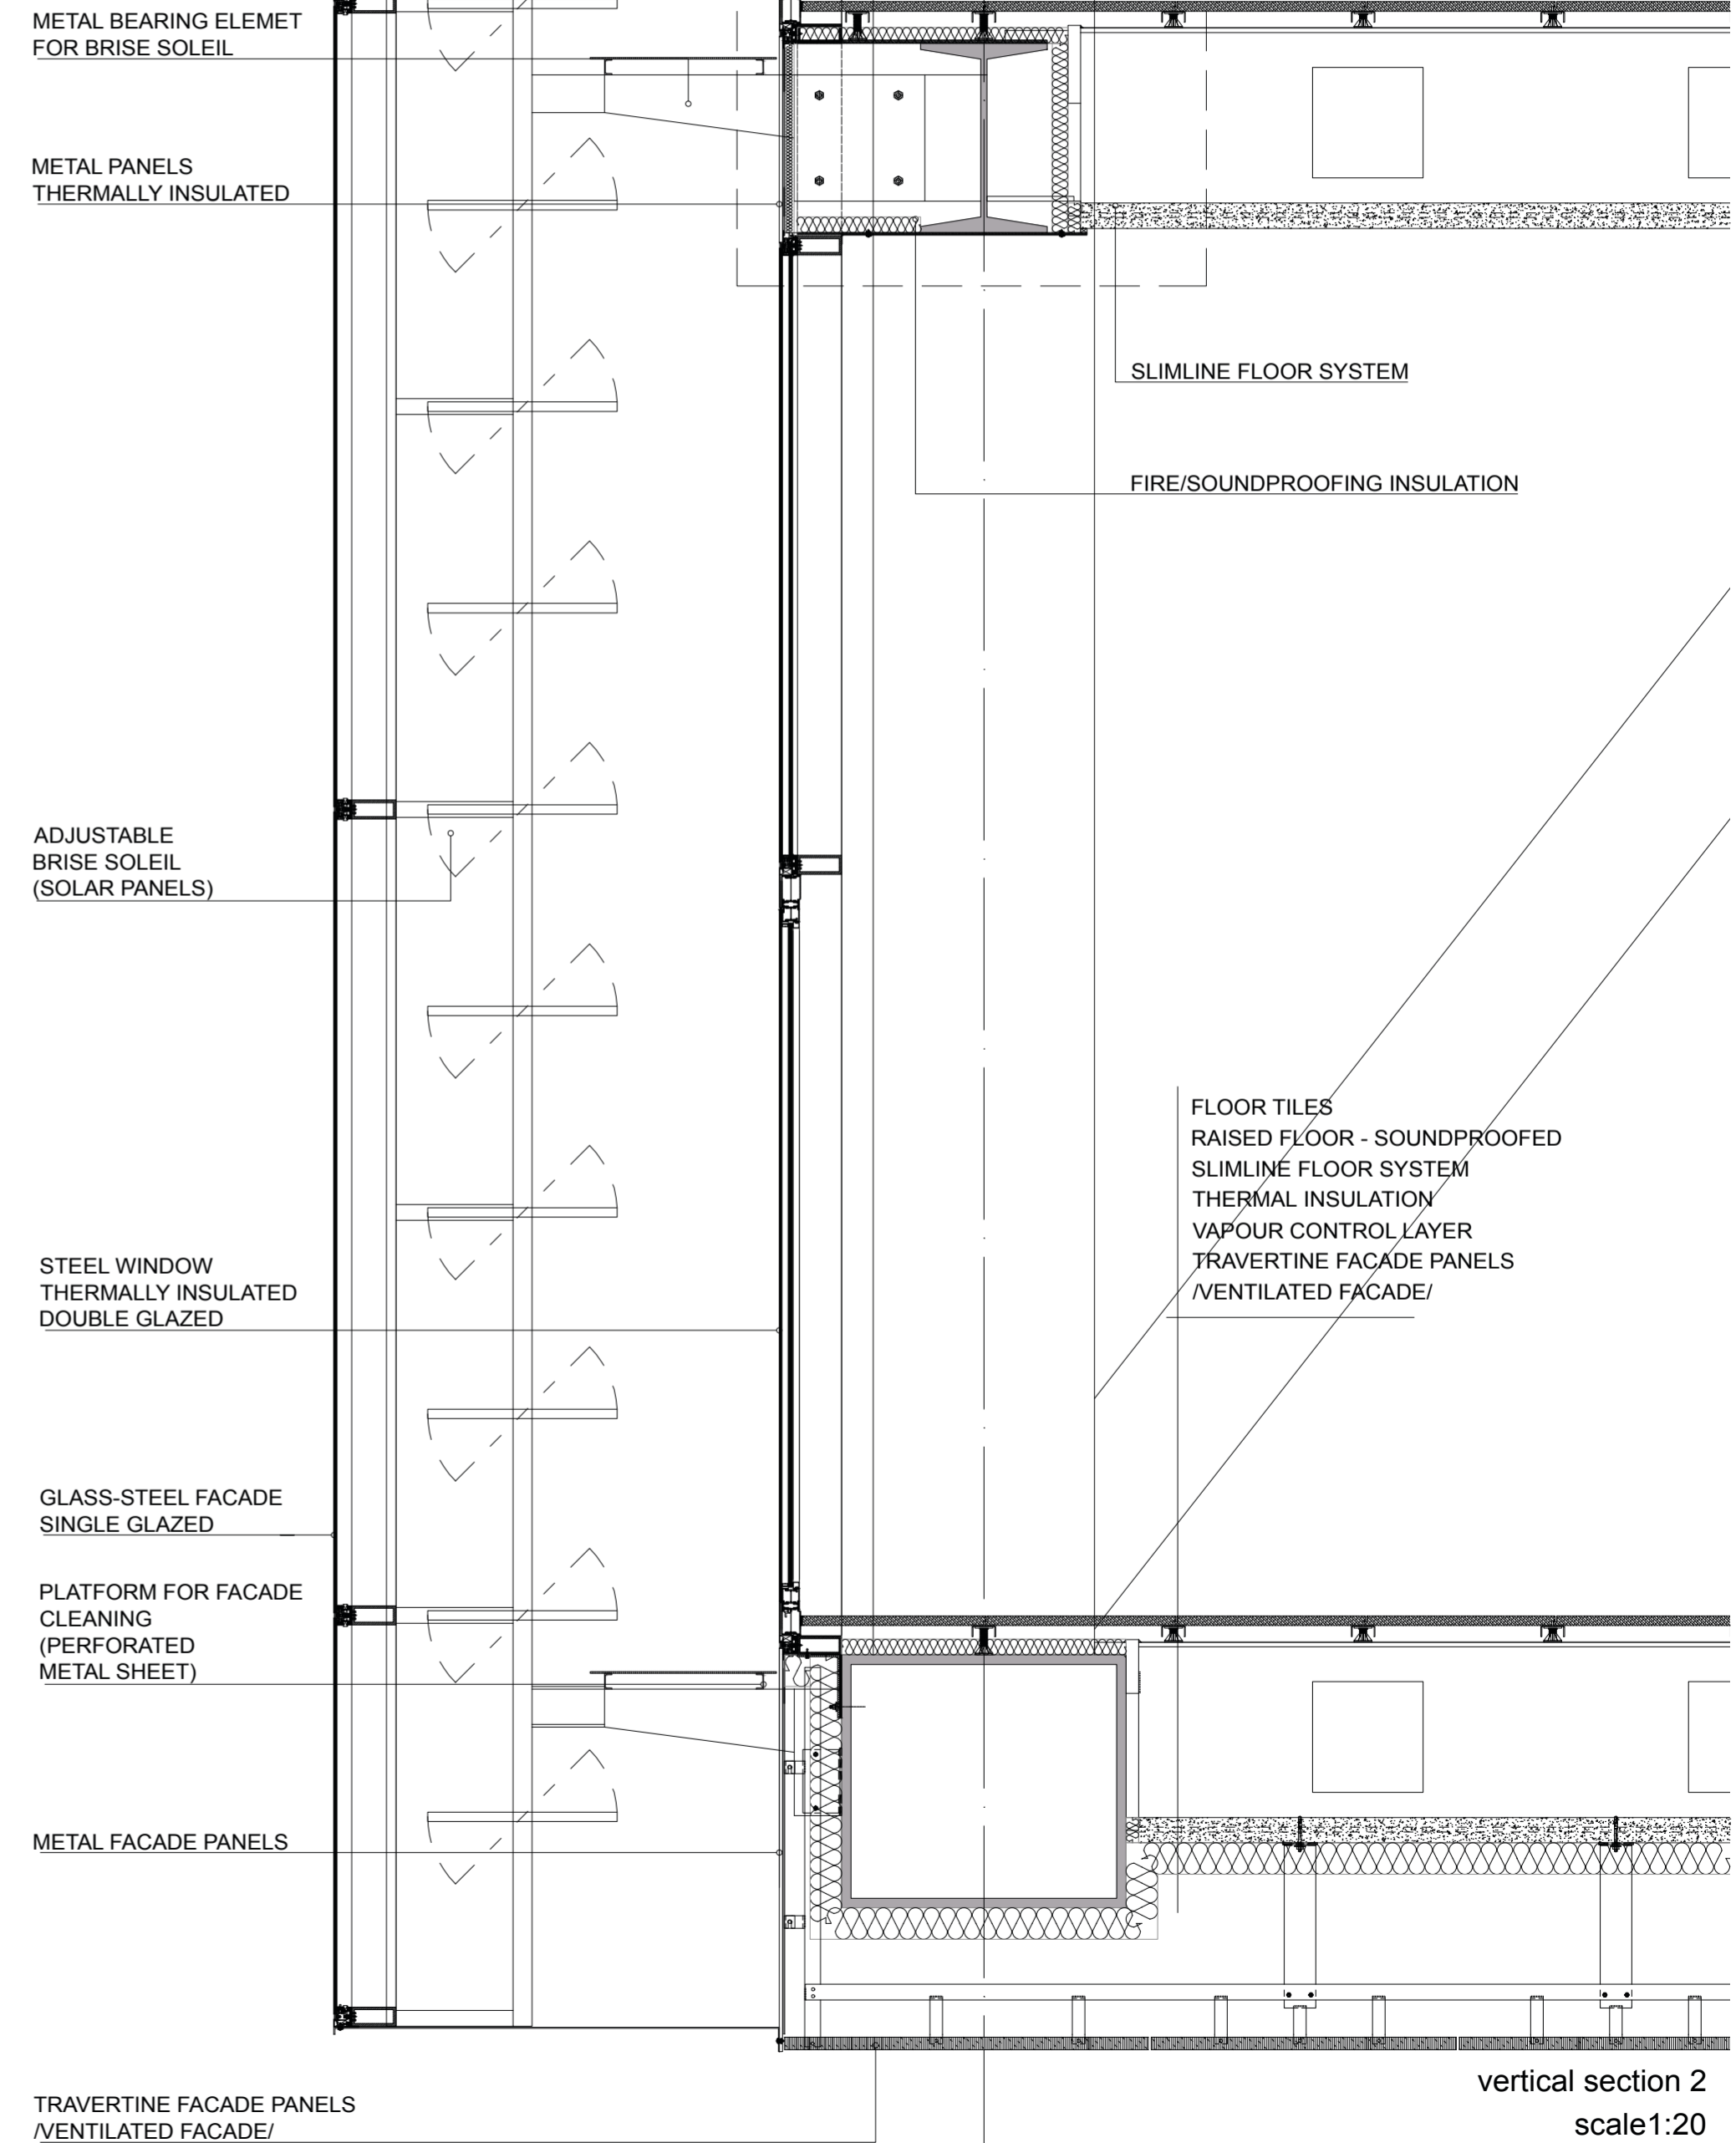 METAL BEARING ELEMET
FOR BRISE SOLEIL
METAL PANELS
THERMALLY INSULATED
SLIMLINE FLOOR SYSTEM
FIRE/SOUNDPROOFING INSULATION
ADJUSTABLE
BRISE SOLEIL
(SOLAR PANELS)
FLOOR TILES
RAISED FLOOR - SOUNDPROOFED
SLIMLINE FLOOR SYSTEM
THERMAL INSULATION
VAPOUR CONTROL LAYER
TRAVERTINE FACADE PANELS
/VENTILATED FACADE/
STEEL WINDOW
THERMALLY INSULATED
DOUBLE GLAZED
GLASS-STEEL FACADE
SINGLE GLAZED
PLATFORM FOR FACADE
CLEANING
(PERFORATED
METAL SHEET)
METAL FACADE PANELS
TRAVERTINE FACADE PANELS
/VENTILATED FACADE/
vertical section 2
scale1:20